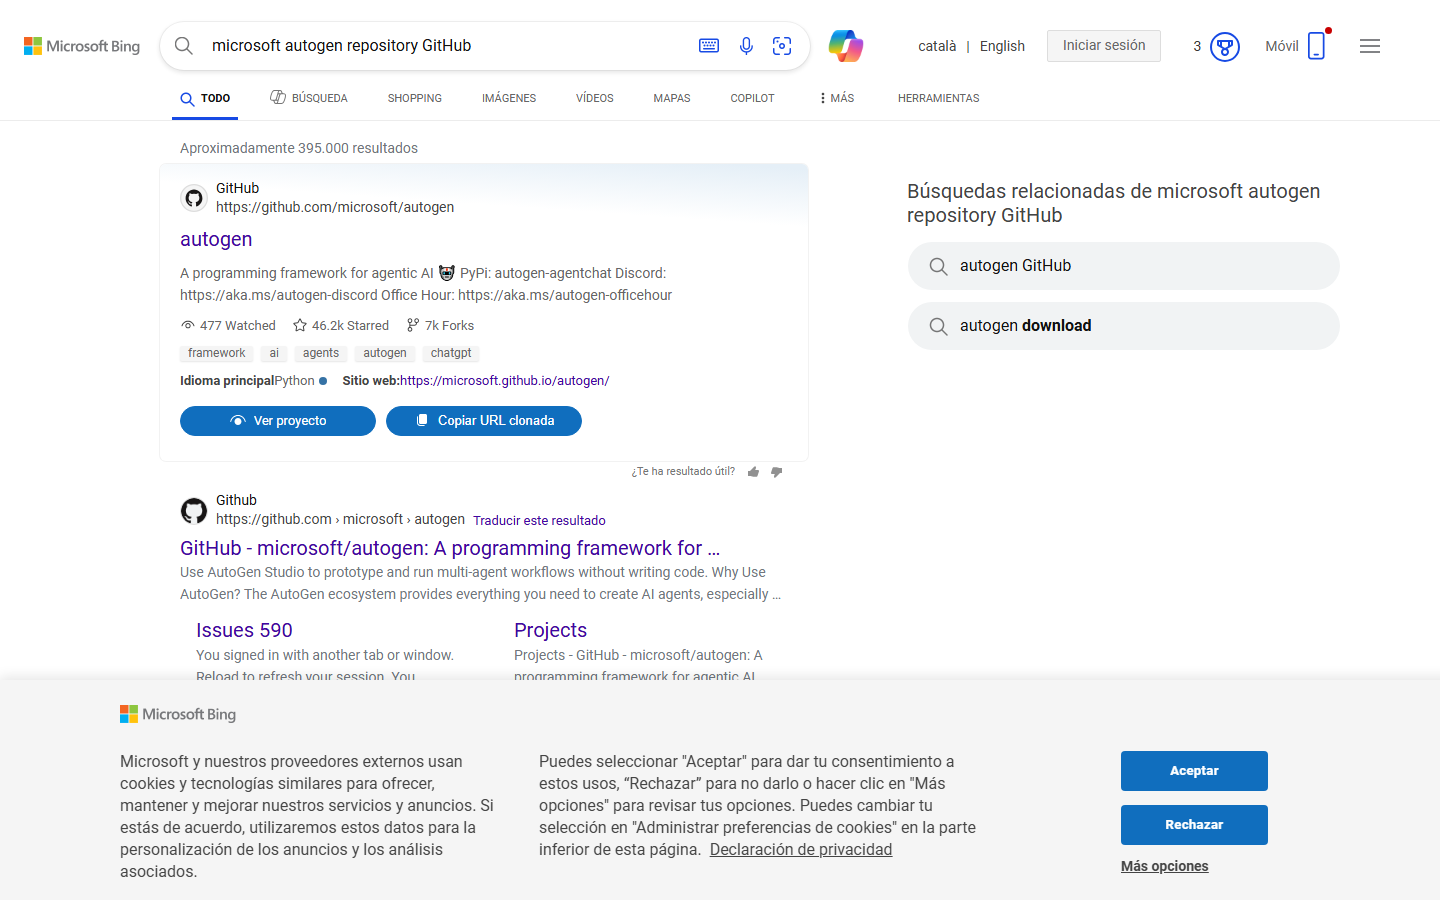 Microsoft Bing
microsoft autogen repository GitHub
català | English
Iniciar sesión
3
Móvil
TODO
BÚSQUEDA
SHOPPING
IMÁGENES
VÍDEOS
MAPAS
COPILOT
MÁS
HERRAMIENTAS
Aproximadamente 395.000 resultados
GitHub
https://github.com/microsoft/autogen
autogen
A programming framework for agentic AI 🤖 PyPi: autogen-agentchat Discord:
https://aka.ms/autogen-discord Office Hour: https://aka.ms/autogen-officehour
477 Watched 46.2k Starred 7k Forks
framework ai agents autogen chatgpt
Idioma principalPython Sitio web:https://microsoft.github.io/autogen/
Ver proyecto
Copiar URL clonada
¿Te ha resultado útil?
Github
https://github.com › microsoft › autogen Traducir este resultado
GitHub - microsoft/autogen: A programming framework for …
Use AutoGen Studio to prototype and run multi-agent workflows without writing code. Why Use
AutoGen? The AutoGen ecosystem provides everything you need to create AI agents, especially …
Issues 590
You signed in with another tab or window.
Reload to refresh your session. You
Projects
Projects - GitHub - microsoft/autogen: A
programming framework for agentic AI
Búsquedas relacionadas de microsoft autogen
repository GitHub
autogen GitHub
autogen download
Microsoft Bing
Microsoft y nuestros proveedores externos usan
cookies y tecnologías similares para ofrecer,
mantener y mejorar nuestros servicios y anuncios. Si
estás de acuerdo, utilizaremos estos datos para la
personalización de los anuncios y los análisis
asociados.
Puedes seleccionar "Aceptar" para dar tu consentimiento a
estos usos, “Rechazar” para no darlo o hacer clic en "Más
opciones" para revisar tus opciones. Puedes cambiar tu
selección en "Administrar preferencias de cookies" en la parte
inferior de esta página. Declaración de privacidad
Aceptar
Rechazar
Más opciones